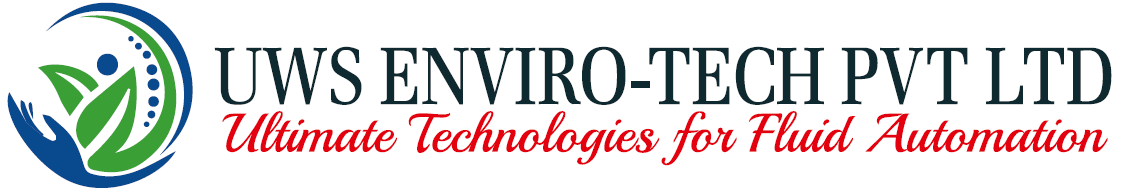 UWS ENVIRO-TECH PVT LTD
Ultimate Technologies for Fluid Automation